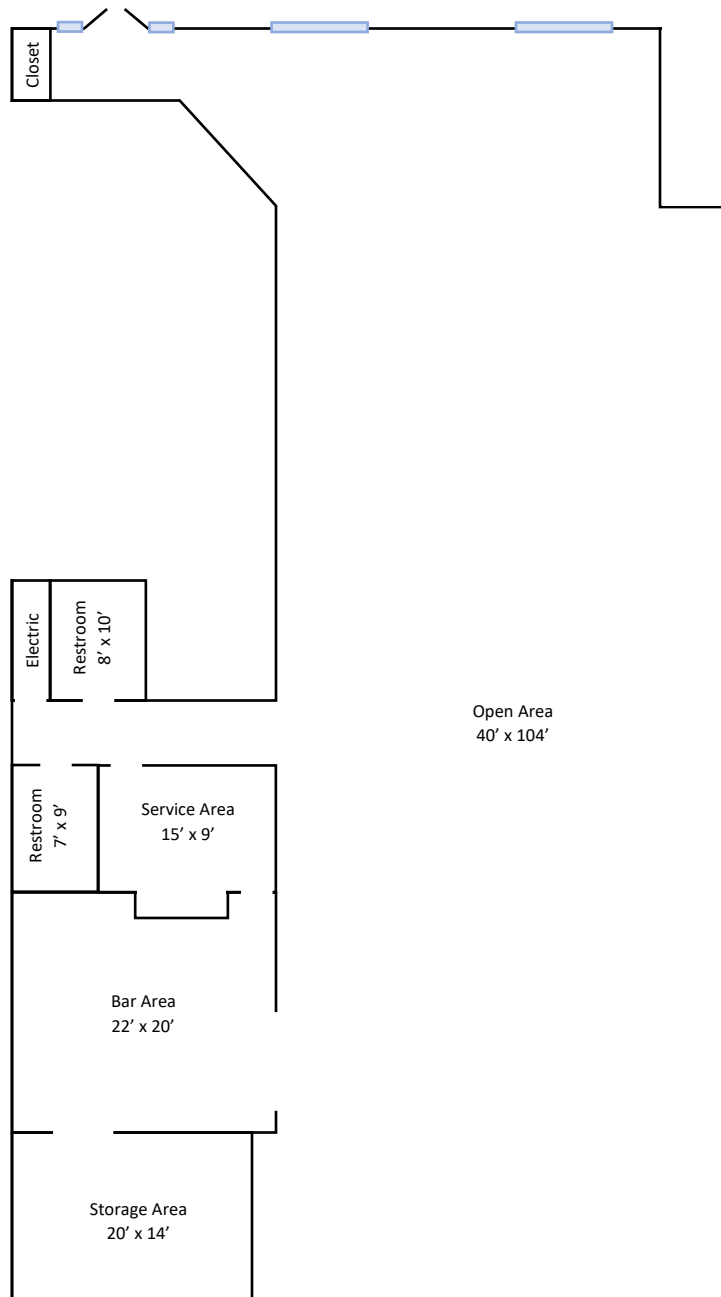 Closet
Electric
Restroom
8’ x 10’
Open Area
40’ x 104’
Restroom
7’ x 9’
Service Area
15’ x 9’
Bar Area
22’ x 20’
Storage Area
20’ x 14’